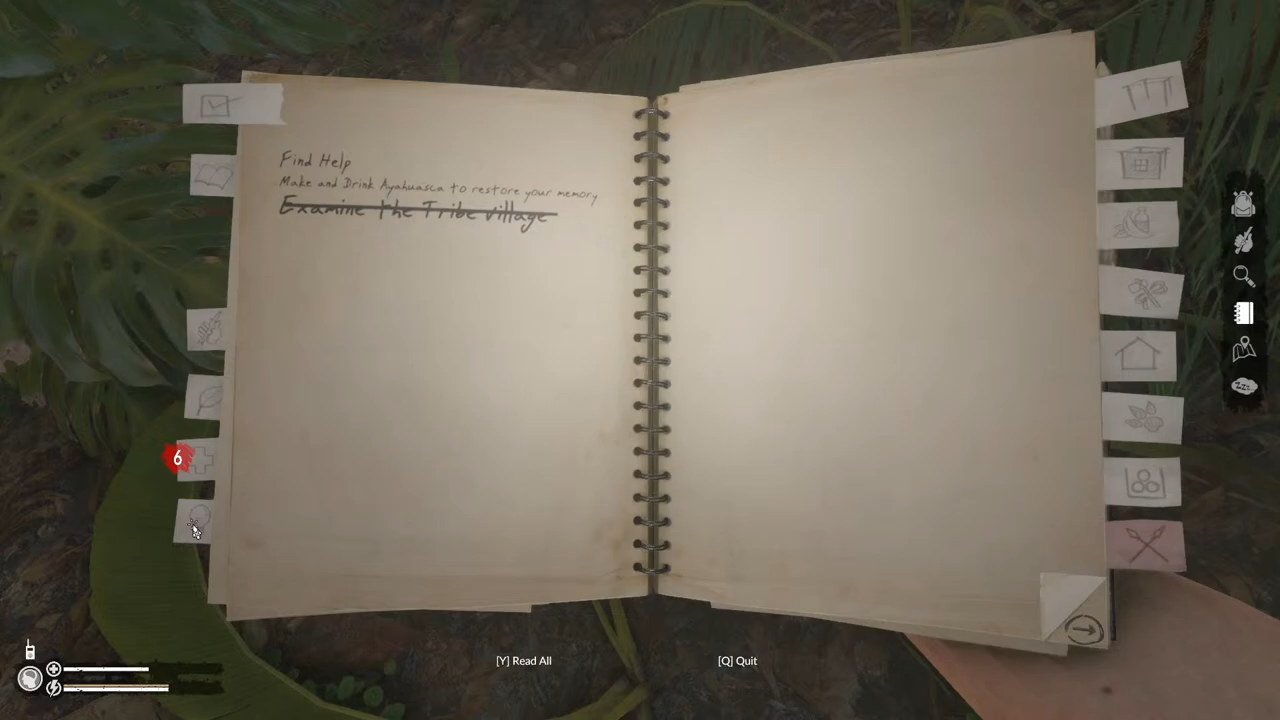 Find Help
Make and Drink Ayahuasca to restore your memory
Examine the Tribe village
6
[Y] Read All
[Q] Quit